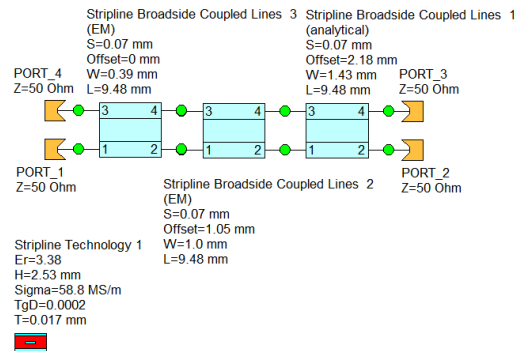 Stripline Broadside Coupled Lines  3
(EM)
S=0.07 mm
Offset=0 mm
W=0.39 mm
L=9.48 mm
Stripline Broadside Coupled Lines  1
(analytical)
S=0.07 mm
Offset=2.18 mm
W=1.43 mm
L=9.48 mm
PORT_4
Z=50 Ohm
PORT_3
Z=50 Ohm
3 4
3 4
3 4
1 2
1 2
1 2
PORT_1
Z=50 Ohm
PORT_2
Z=50 Ohm
Stripline Broadside Coupled Lines  2
(EM)
S=0.07 mm
Offset=1.05 mm
W=1.0 mm
L=9.48 mm
Stripline Technology 1
Er=3.38
H=2.53 mm
Sigma=58.8 MS/m
TgD=0.0002
T=0.017 mm